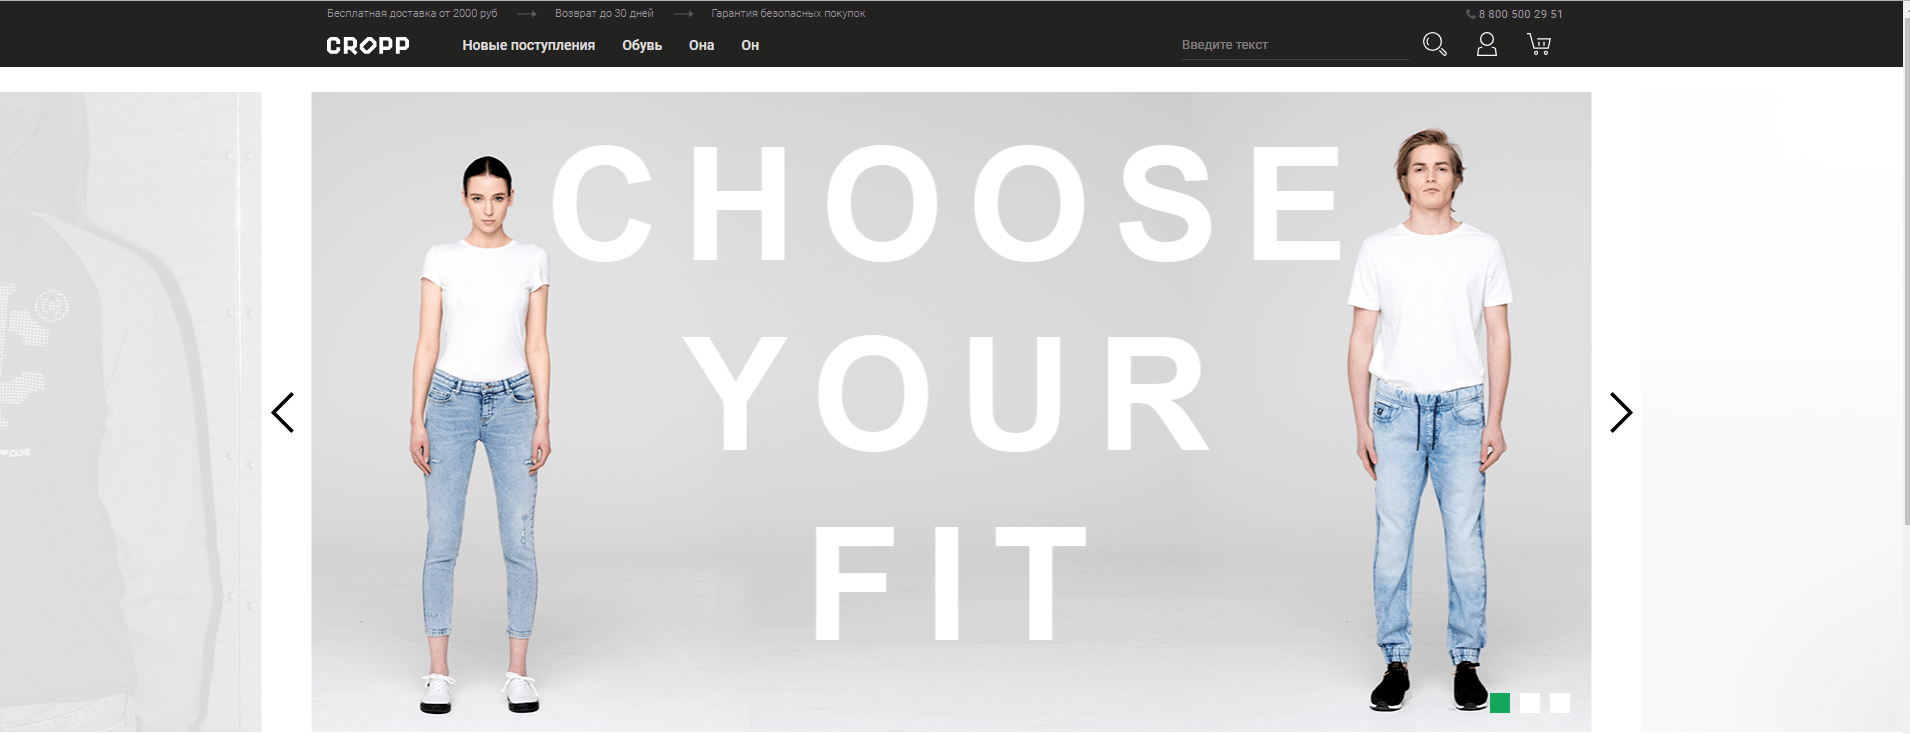 Бесплатная доставка от 2000 руб
Возврат до 30 дней
Гарантия безопасных покупок
8 800 500 29 51
CROPP
Новые поступления
Обувь
Она
Он
Введите текст
CHOOSE
YOUR
FIT